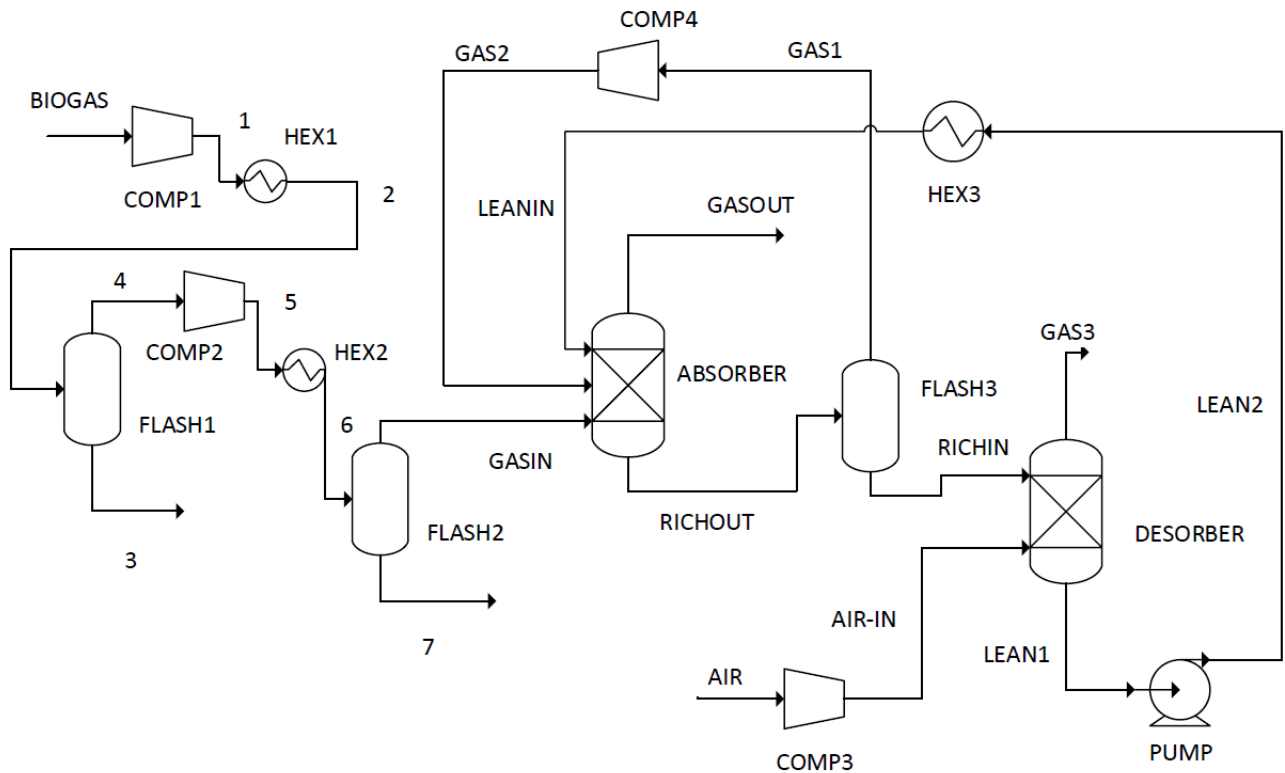 COMP4
GAS2
GAS1
BIOGAS
1
HEX1
COMP1
2
LEANIN
GASOUT
HEX3
4
5
COMP2
HEX2
ABSORBER
GAS3
FLASH3
LEAN2
FLASH1
6
GASIN
RICHIN
RICHOUT
FLASH2
DESORBER
3
7
AIR-IN
LEAN1
AIR
COMP3
PUMP